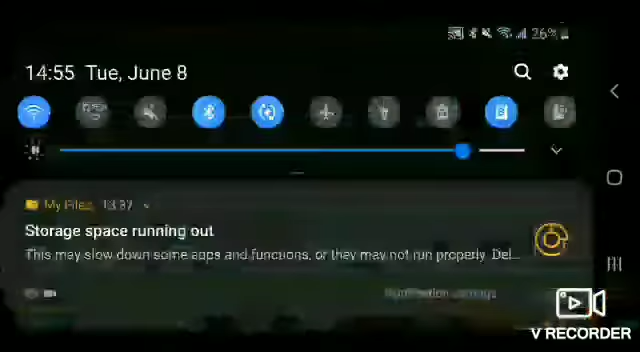 26%
14:55 Tue, June 8
My Files 13:37
Storage space running out
This may slow down some apps and functions, or they may not run properly. Del...
Notification settings
V RECORDER